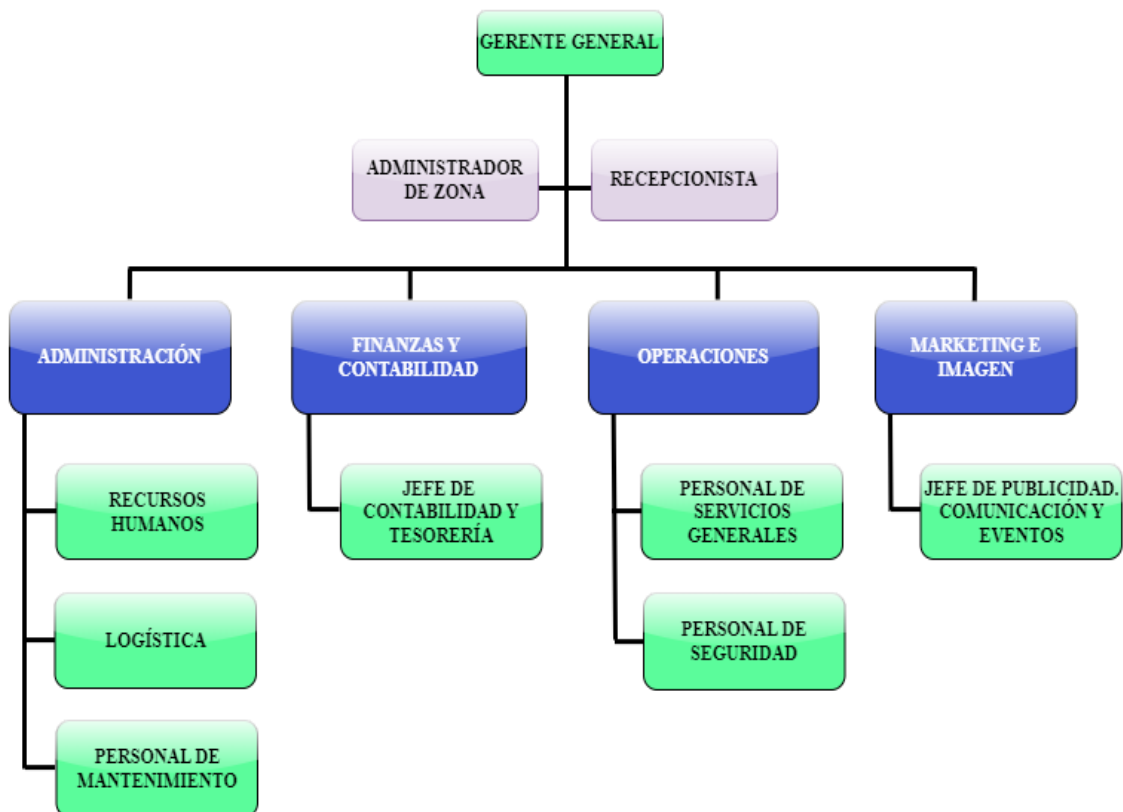 GERENTE GENERAL
ADMINISTRADOR
DE ZONA
RECEPCIONISTA
ADMINISTRACIÓN
FINANZAS Y
CONTABILIDAD
OPERACIONES
MARKETING E
IMAGEN
RECURSOS
HUMANOS
JEFE DE
CONTABILIDAD Y
TESORERÍA
PERSONAL DE
SERVICIOS
GENERALES
JEFE DE PUBLICIDAD.
COMUNICACIÓN Y
EVENTOS
LOGÍSTICA
PERSONAL DE
SEGURIDAD
PERSONAL DE
MANTENIMIENTO